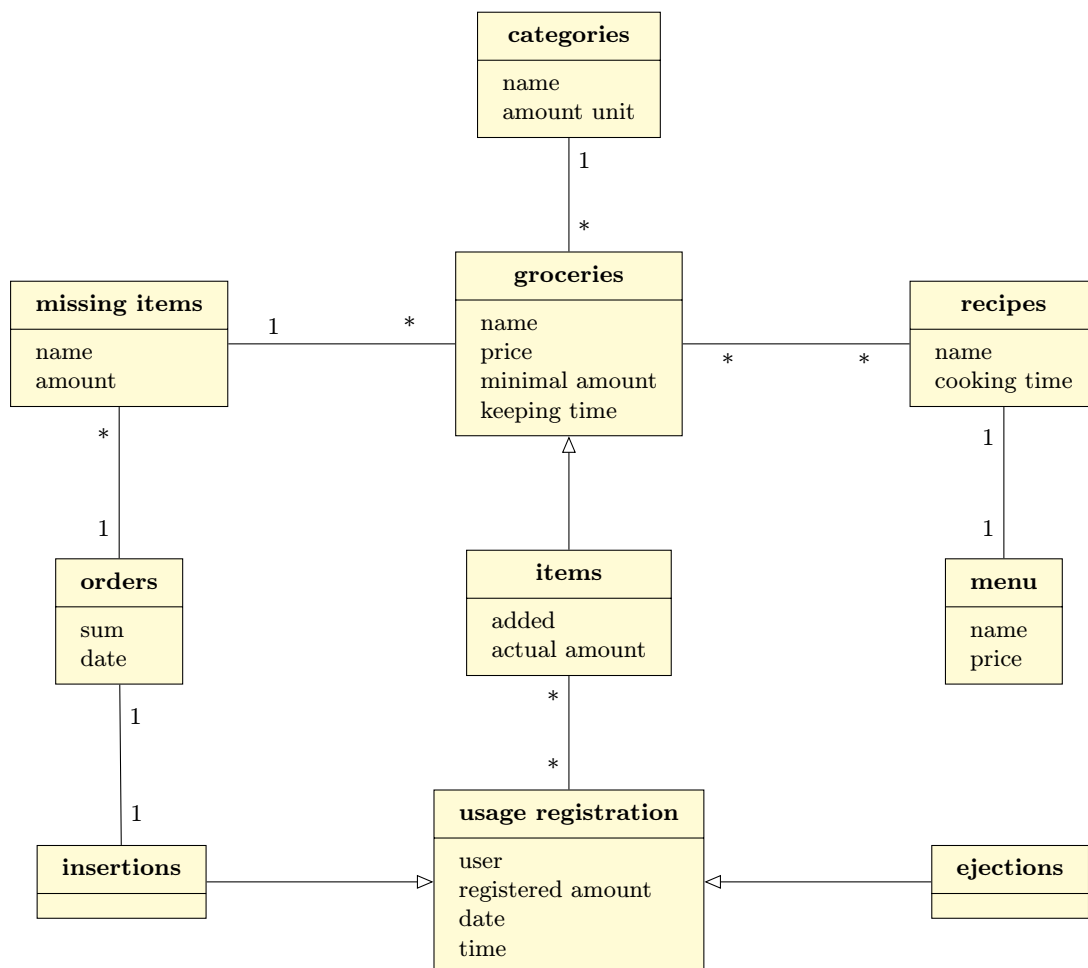 categories
name
amount unit
1
*
groceries
name
price
minimal amount
keeping time
missing items
name
amount
1
*
recipes
name
cooking time
*
*
*
1
1
1
orders
sum
date
items
added
actual amount
menu
name
price
1
1
*
*
usage registration
user
registered amount
date
time
insertions
ejections